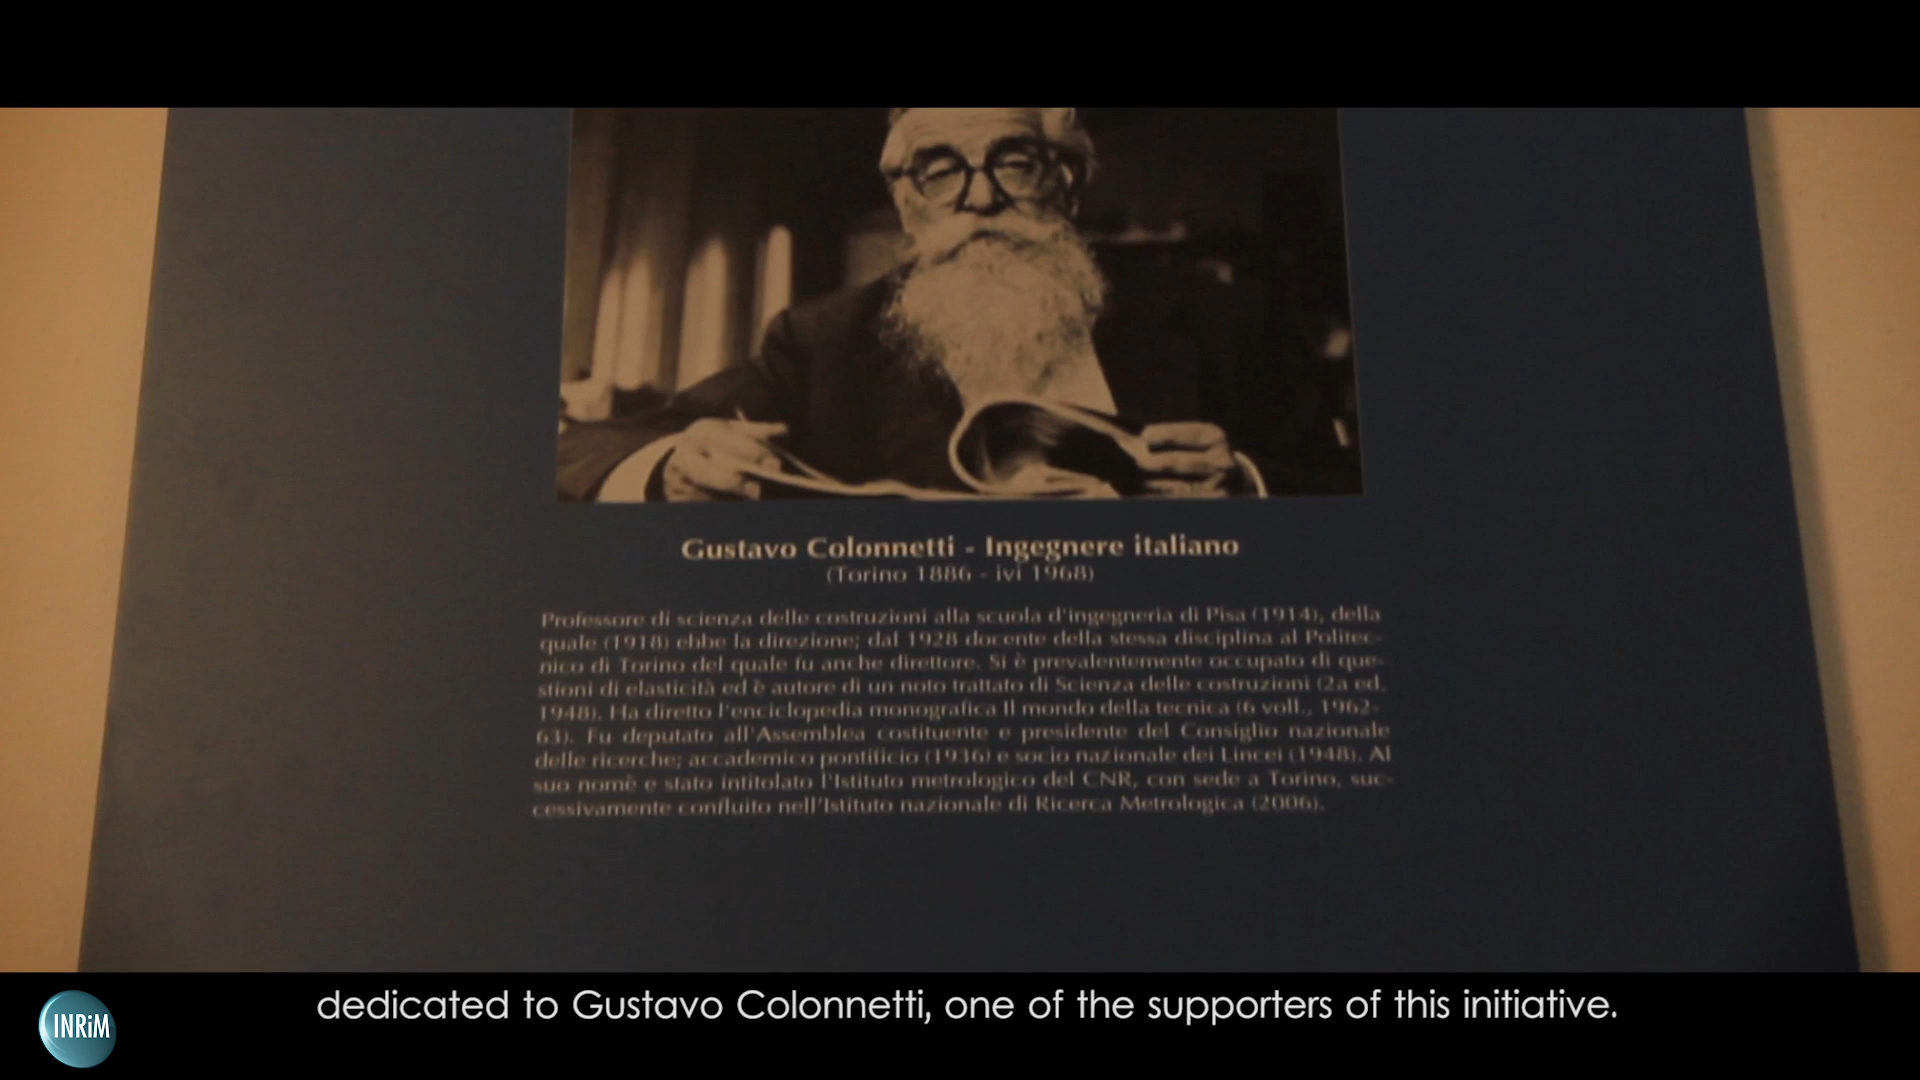 Gustavo Colonnetti - Ingegnere italiano
(Torino 1886 - ivi 1968)
Professore di scienza delle costruzioni alla scuola d'ingegneria di Pisa (1914), della
quale (1918) ebbe la direzione; dal 1928 docente della stessa disciplina al Politec-
nico di Torino del quale fu anche direttore. Si è prevalentemente occupato di que-
stioni di elasticità ed è autore di un noto trattato di Scienza delle costruzioni (2a ed.
1948). Ha diretto l'enciclopedia monografica Il mondo della tecnica (6 voll., 1962-
63). Fu deputato all'Assemblea costituente e presidente del Consiglio nazionale
delle ricerche; accademico pontificio (1936) e socio nazionale dei Lincei (1948). Al
suo nomè e stato intitolato l'Istituto metrologico del CNR, con sede a Torino, suc-
cessivamente confluito nell'Istituto nazionale di Ricerca Metrologica (2006).
dedicated to Gustavo Colonnetti, one of the supporters of this initiative.
INRiM